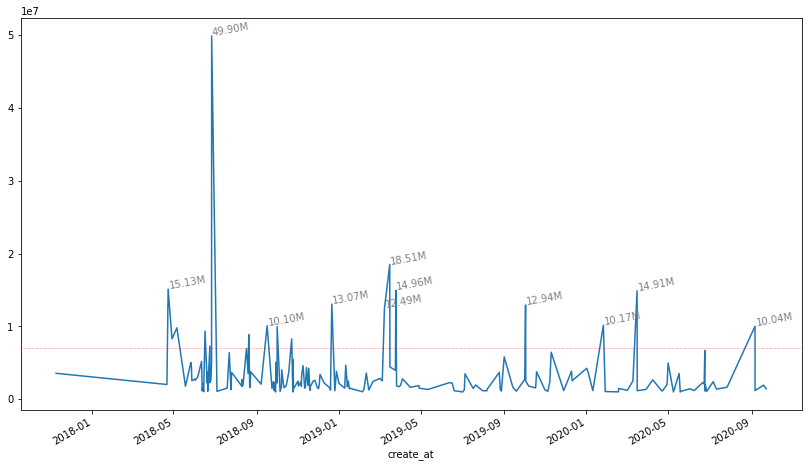 1e7
49.90M
5
4
3
2
18.51M
15.13M
14.96M
14.91M
13.07M
12.94M
12.49M
10.10M
10.17M
10.04M
1
0
2018-01
2018-05
2018-09
2019-01
2019-05
2019-09
2020-01
2020-05
2020-09
create_at